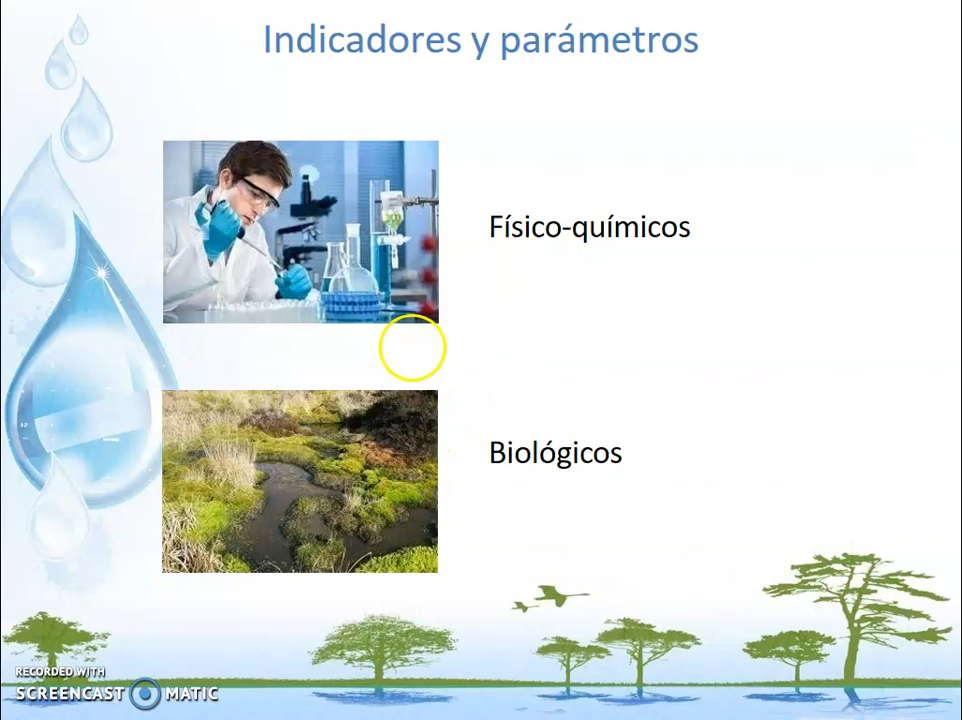 Indicadores y parámetros
Físico-químicos
Biológicos
RECORDED WITH
SCREENCAST MATIC